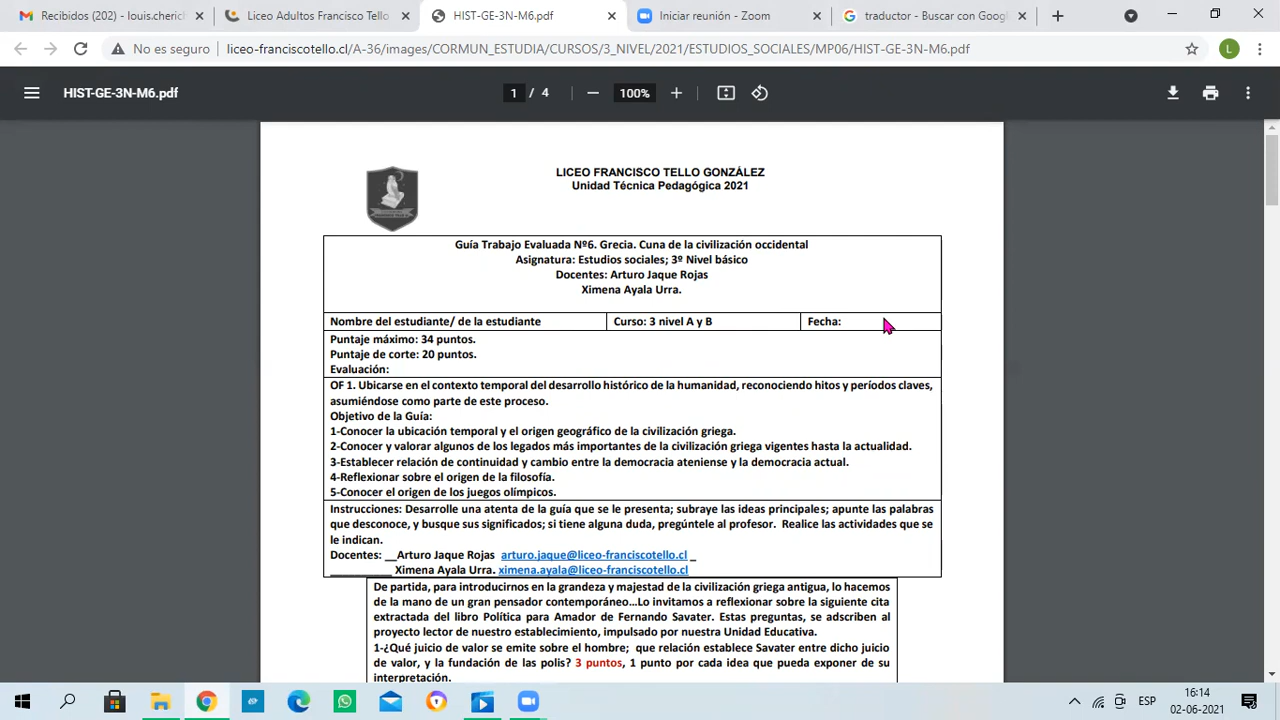 Recibidos (202) - louis.cherich
Liceo Adultos Francisco Tello
HIST-GE-3N-M6.pdf
Iniciar reunión - Zoom
traductor - Buscar con Googl
No es seguro
liceo-franciscotello.cl/A-36/images/CORMUN_ESTUDIA/CURSOS/3_NIVEL/2021/ESTUDIOS_SOCIALES/MP06/HIST-GE-3N-M6.pdf
L
HIST-GE-3N-M6.pdf
1 / 4
100%
LICEO FRANCISCO TELLO GONZÁLEZ
Unidad Técnica Pedagógica 2021
Guía Trabajo Evaluada Nº6. Grecia. Cuna de la civilización occidental
Asignatura: Estudios sociales; 3º Nivel básico
Docentes: Arturo Jaque Rojas
Ximena Ayala Urra.
Nombre del estudiante/ de la estudiante
Curso: 3 nivel A y B
Fecha:
Puntaje máximo: 34 puntos.
Puntaje de corte: 20 puntos.
Evaluación:
OF 1. Ubicarse en el contexto temporal del desarrollo histórico de la humanidad, reconociendo hitos y períodos claves,
asumiéndose como parte de este proceso.
Objetivo de la Guía:
1-Conocer la ubicación temporal y el origen geográfico de la civilización griega.
2-Conocer y valorar algunos de los legados más importantes de la civilización griega vigentes hasta la actualidad.
3-Establecer relación de continuidad y cambio entre la democracia ateniense y la democracia actual.
4-Reflexionar sobre el origen de la filosofía.
5-Conocer el origen de los juegos olímpicos.
Instrucciones: Desarrolle una atenta de la guía que se le presenta; subraye las ideas principales; apunte las palabras
que desconoce, y busque sus significados; si tiene alguna duda, pregúntele al profesor. Realice las actividades que se
le indican.
Docentes: __Arturo Jaque Rojas arturo.jaque@liceo-franciscotello.cl _
__________ Ximena Ayala Urra. ximena.ayala@liceo-franciscotello.cl
De partida, para introducirnos en la grandeza y majestad de la civilización griega antigua, lo hacemos
de la mano de un gran pensador contemporáneo...Lo invitamos a reflexionar sobre la siguiente cita
extractada del libro Política para Amador de Fernando Savater. Estas preguntas, se adscriben al
proyecto lector de nuestro establecimiento, impulsado por nuestra Unidad Educativa.
1-¿Qué juicio de valor se emite sobre el hombre; que relación establece Savater entre dicho juicio
de valor, y la fundación de las polis? 3 puntos, 1 punto por cada idea que pueda exponer de su
interpretación.
ESP
16:14
02-06-2021